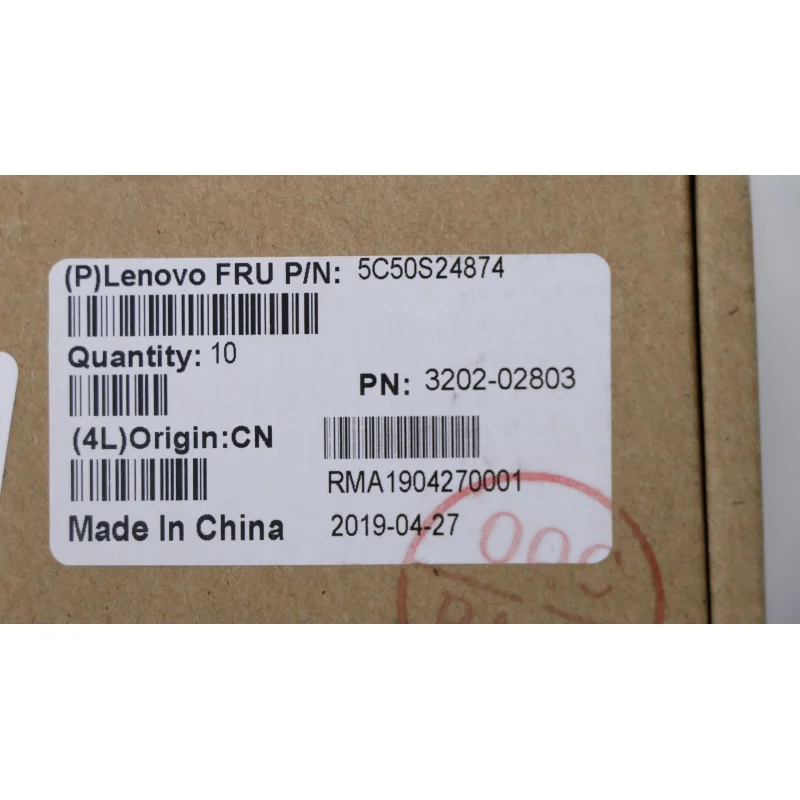 (P)Lenovo FRU P/N: 5C50S24874
Quantity: 10
PN: 3202-02803
(4L)Origin:CN
RMA1904270001
Made In China 2019-04-27